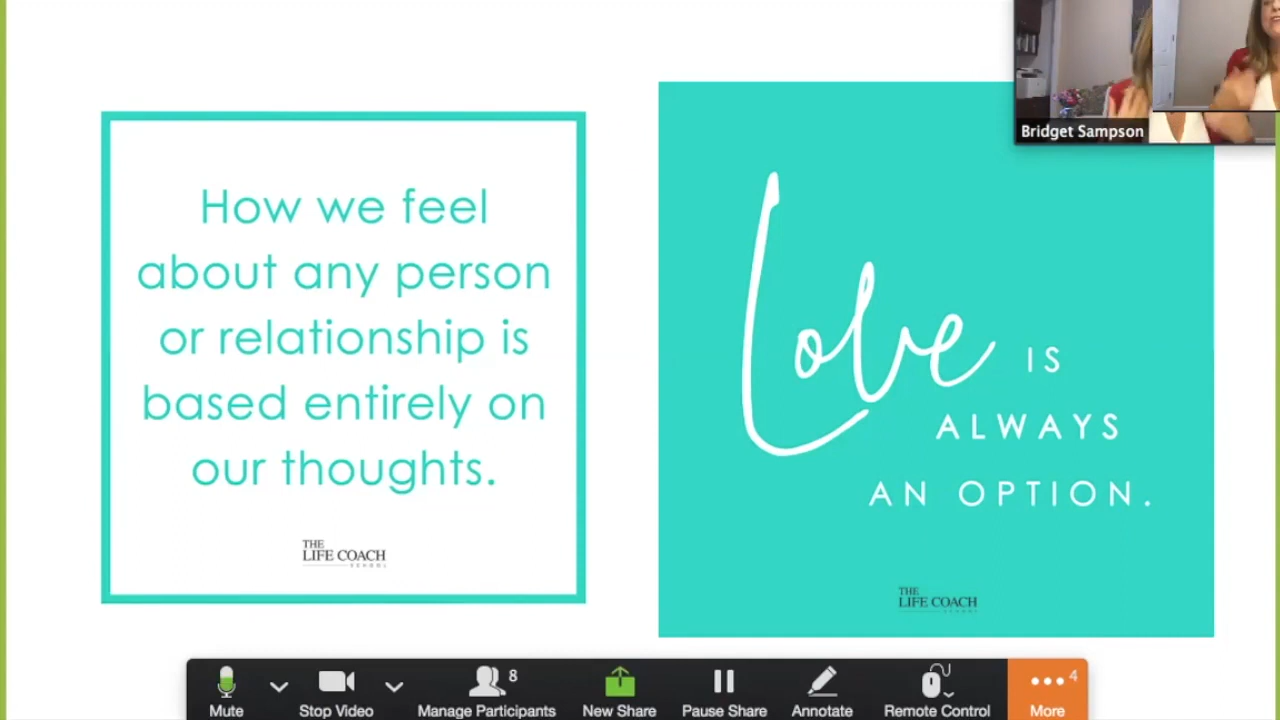 How we feel
about any person
or relationship is
based entirely on
our thoughts.
THE
LIFE COACH
SCHOOL
Love IS
ALWAYS
AN OPTION.
THE
LIFE COACH
SCHOOL
Bridget Sampson
8
4
Mute
Stop Video
Manage Participants
New Share
Pause Share
Annotate
Remote Control
More